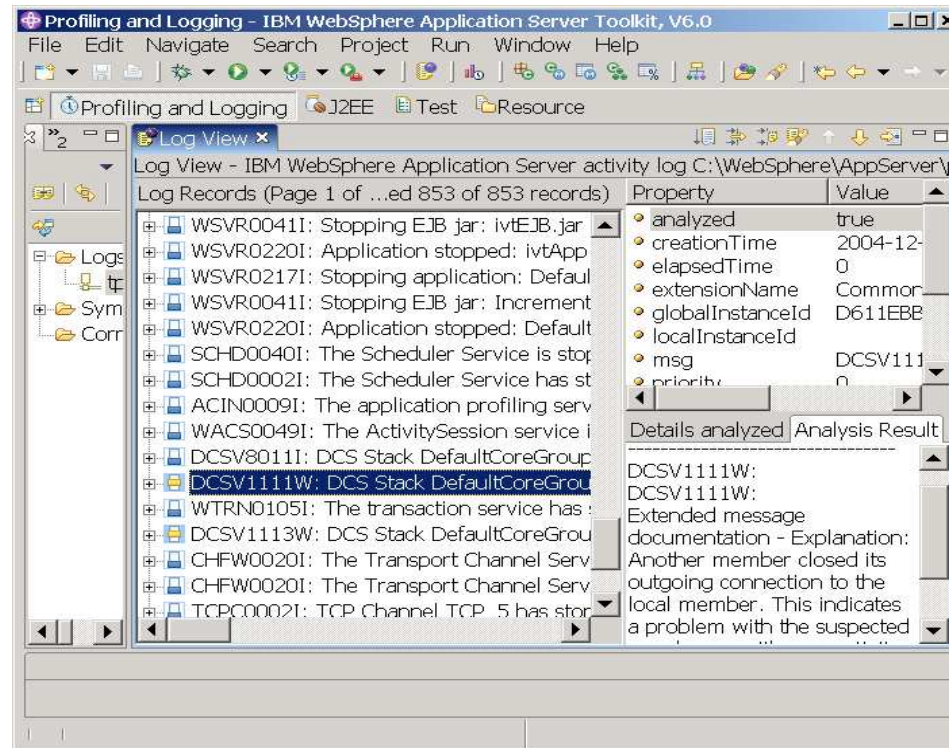 Profiling and Logging - IBM WebSphere Application Server Toolkit, V6.0
File Edit Navigate Search Project Run Window Help
Profiling and Logging J2EE Test Resource
»2
Log View
Log View - IBM WebSphere Application Server activity log C:\WebSphere\AppServer\
Log Records (Page 1 of ...ed 853 of 853 records)
Logs
Sym
Corr
WSVR0041I: Stopping EJB jar: ivtEJB.jar
WSVR0220I: Application stopped: ivtApp
WSVR0217I: Stopping application: Defaul
WSVR0041I: Stopping EJB jar: Increment
WSVR0220I: Application stopped: Default
SCHD0040I: The Scheduler Service is stop
SCHD0002I: The Scheduler Service has st
ACIN0009I: The application profiling serv
WACS0049I: The ActivitySession service i
DCSV8011I: DCS Stack DefaultCoreGroup
DCSV1111W: DCS Stack DefaultCoreGrou
WTRN0105I: The transaction service has
DCSV1113W: DCS Stack DefaultCoreGrou
CHFW0020I: The Transport Channel Serv
CHFW0020I: The Transport Channel Serv
TCPC0002I: TCP Channel TCP_5 has stop
Property Value
analyzed true
creationTime 2004-12-
elapsedTime 0
extensionName Common
globalInstanceId D611EBB
localInstanceId
msg DCSV111
priority 0
Details analyzed Analysis Result
--------------------------------
DCSV1111W:
DCSV1111W:
Extended message
documentation - Explanation:
Another member closed its
outgoing connection to the
local member. This indicates
a problem with the suspected